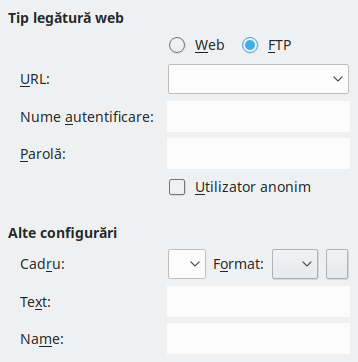 Tip legătură web
Web FTP
URL:
Nume autentificare:
Parolă:
Utilizator anonim
Alte configurări
Cadru: Format:
Text:
Name: